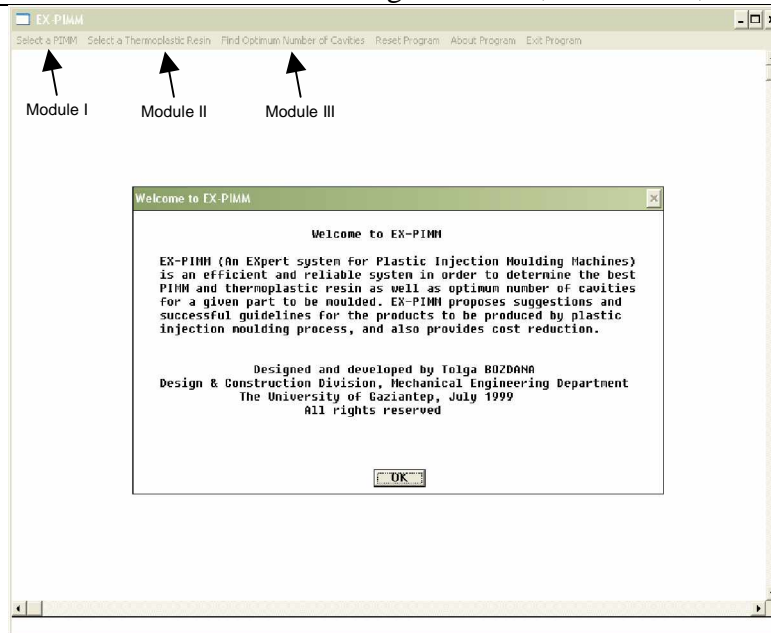 EX-PIMM
Select a PIMM Select a Thermoplastic Resin Find Optimum Number of Cavities Reset Program About Program Exit Program
Module I Module II Module III
Welcome to EX-PIMM
Welcome to EX-PIMM
EX-PIMM (An EXpert system for Plastic Injection Moulding Machines)
is an efficient and reliable system in order to determine the best
PIMM and thermoplastic resin as well as optimum number of cavities
for a given part to be moulded. EX-PIMM proposes suggestions and
successful guidelines for the products to be produced by plastic
injection moulding process, and also provides cost reduction.
Designed and developed by Tolga BOZDANA
Design & Construction Division, Mechanical Engineering Department
The University of Gaziantep, July 1999
All rights reserved
OK